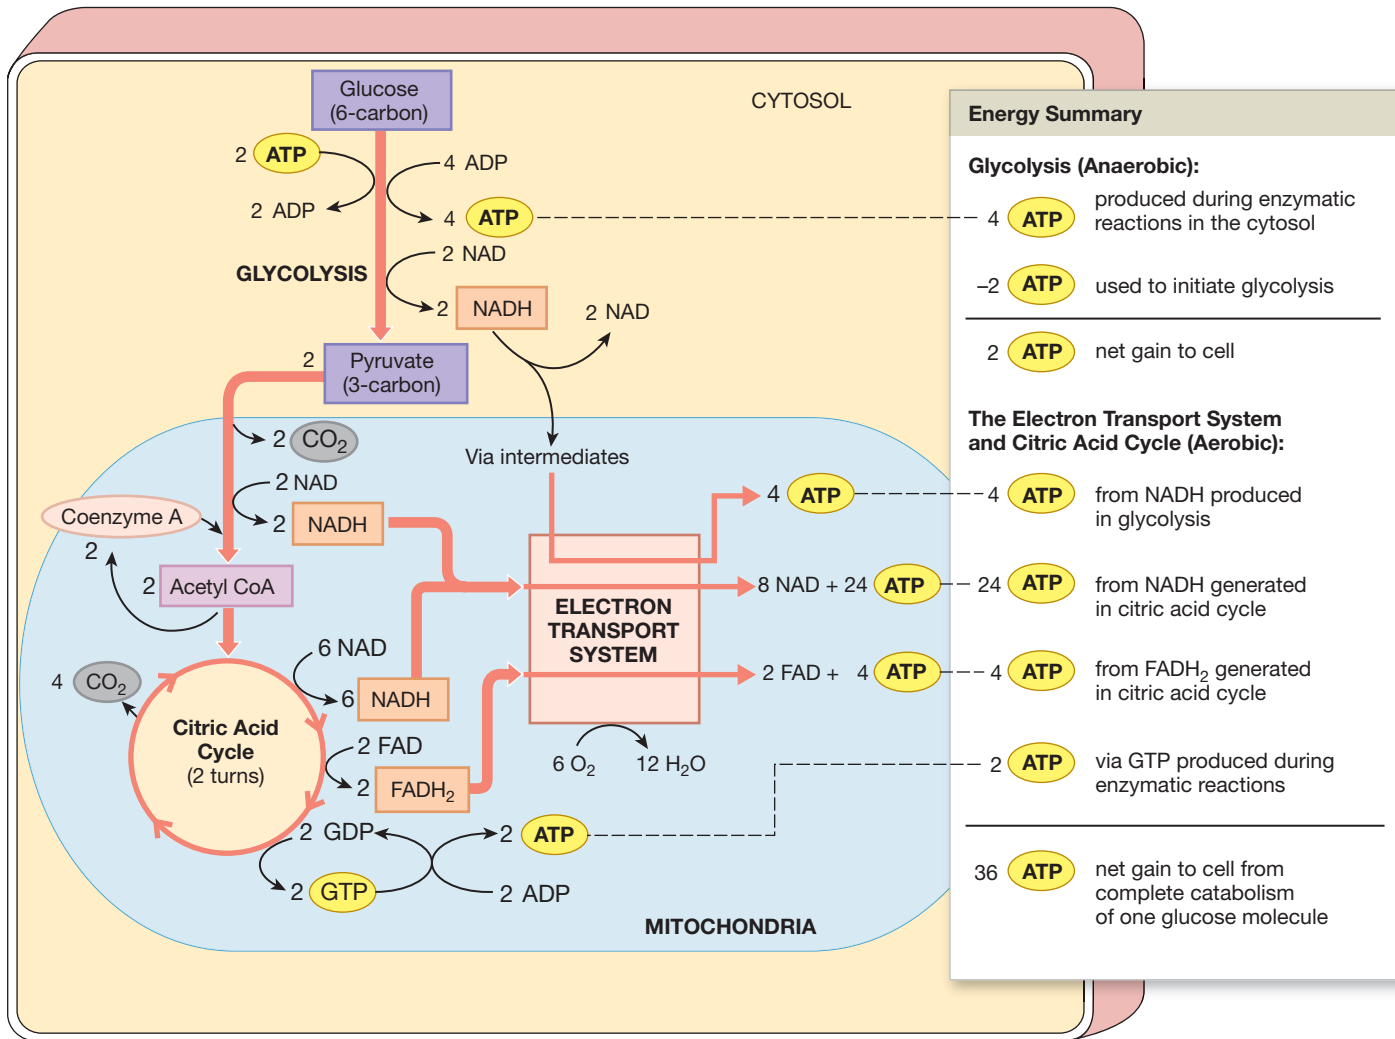 Glucose
(6-carbon)
CYTOSOL
2 ATP
4 ADP
2 ADP
4 ATP
2 NAD
GLYCOLYSIS
2 NADH
2 NAD
2 Pyruvate
(3-carbon)
2 CO2
Via intermediates
2 NAD
Coenzyme A
2 NADH
2
2 Acetyl CoA
4 ATP
8 NAD + 24 ATP
ELECTRON
TRANSPORT
SYSTEM
6 NAD
4 CO2
6 NADH
2 FAD + 4 ATP
Citric Acid
Cycle
(2 turns)
2 FAD
2 FADH2
6 O2
12 H2O
2 GDP
2 ATP
2 GTP
2 ADP
MITOCHONDRIA
Energy Summary
Glycolysis (Anaerobic):
4 ATP produced during enzymatic
reactions in the cytosol
–2 ATP used to initiate glycolysis
2 ATP net gain to cell
The Electron Transport System
and Citric Acid Cycle (Aerobic):
4 ATP from NADH produced
in glycolysis
24 ATP from NADH generated
in citric acid cycle
4 ATP from FADH2 generated
in citric acid cycle
2 ATP via GTP produced during
enzymatic reactions
36 ATP net gain to cell from
complete catabolism
of one glucose molecule